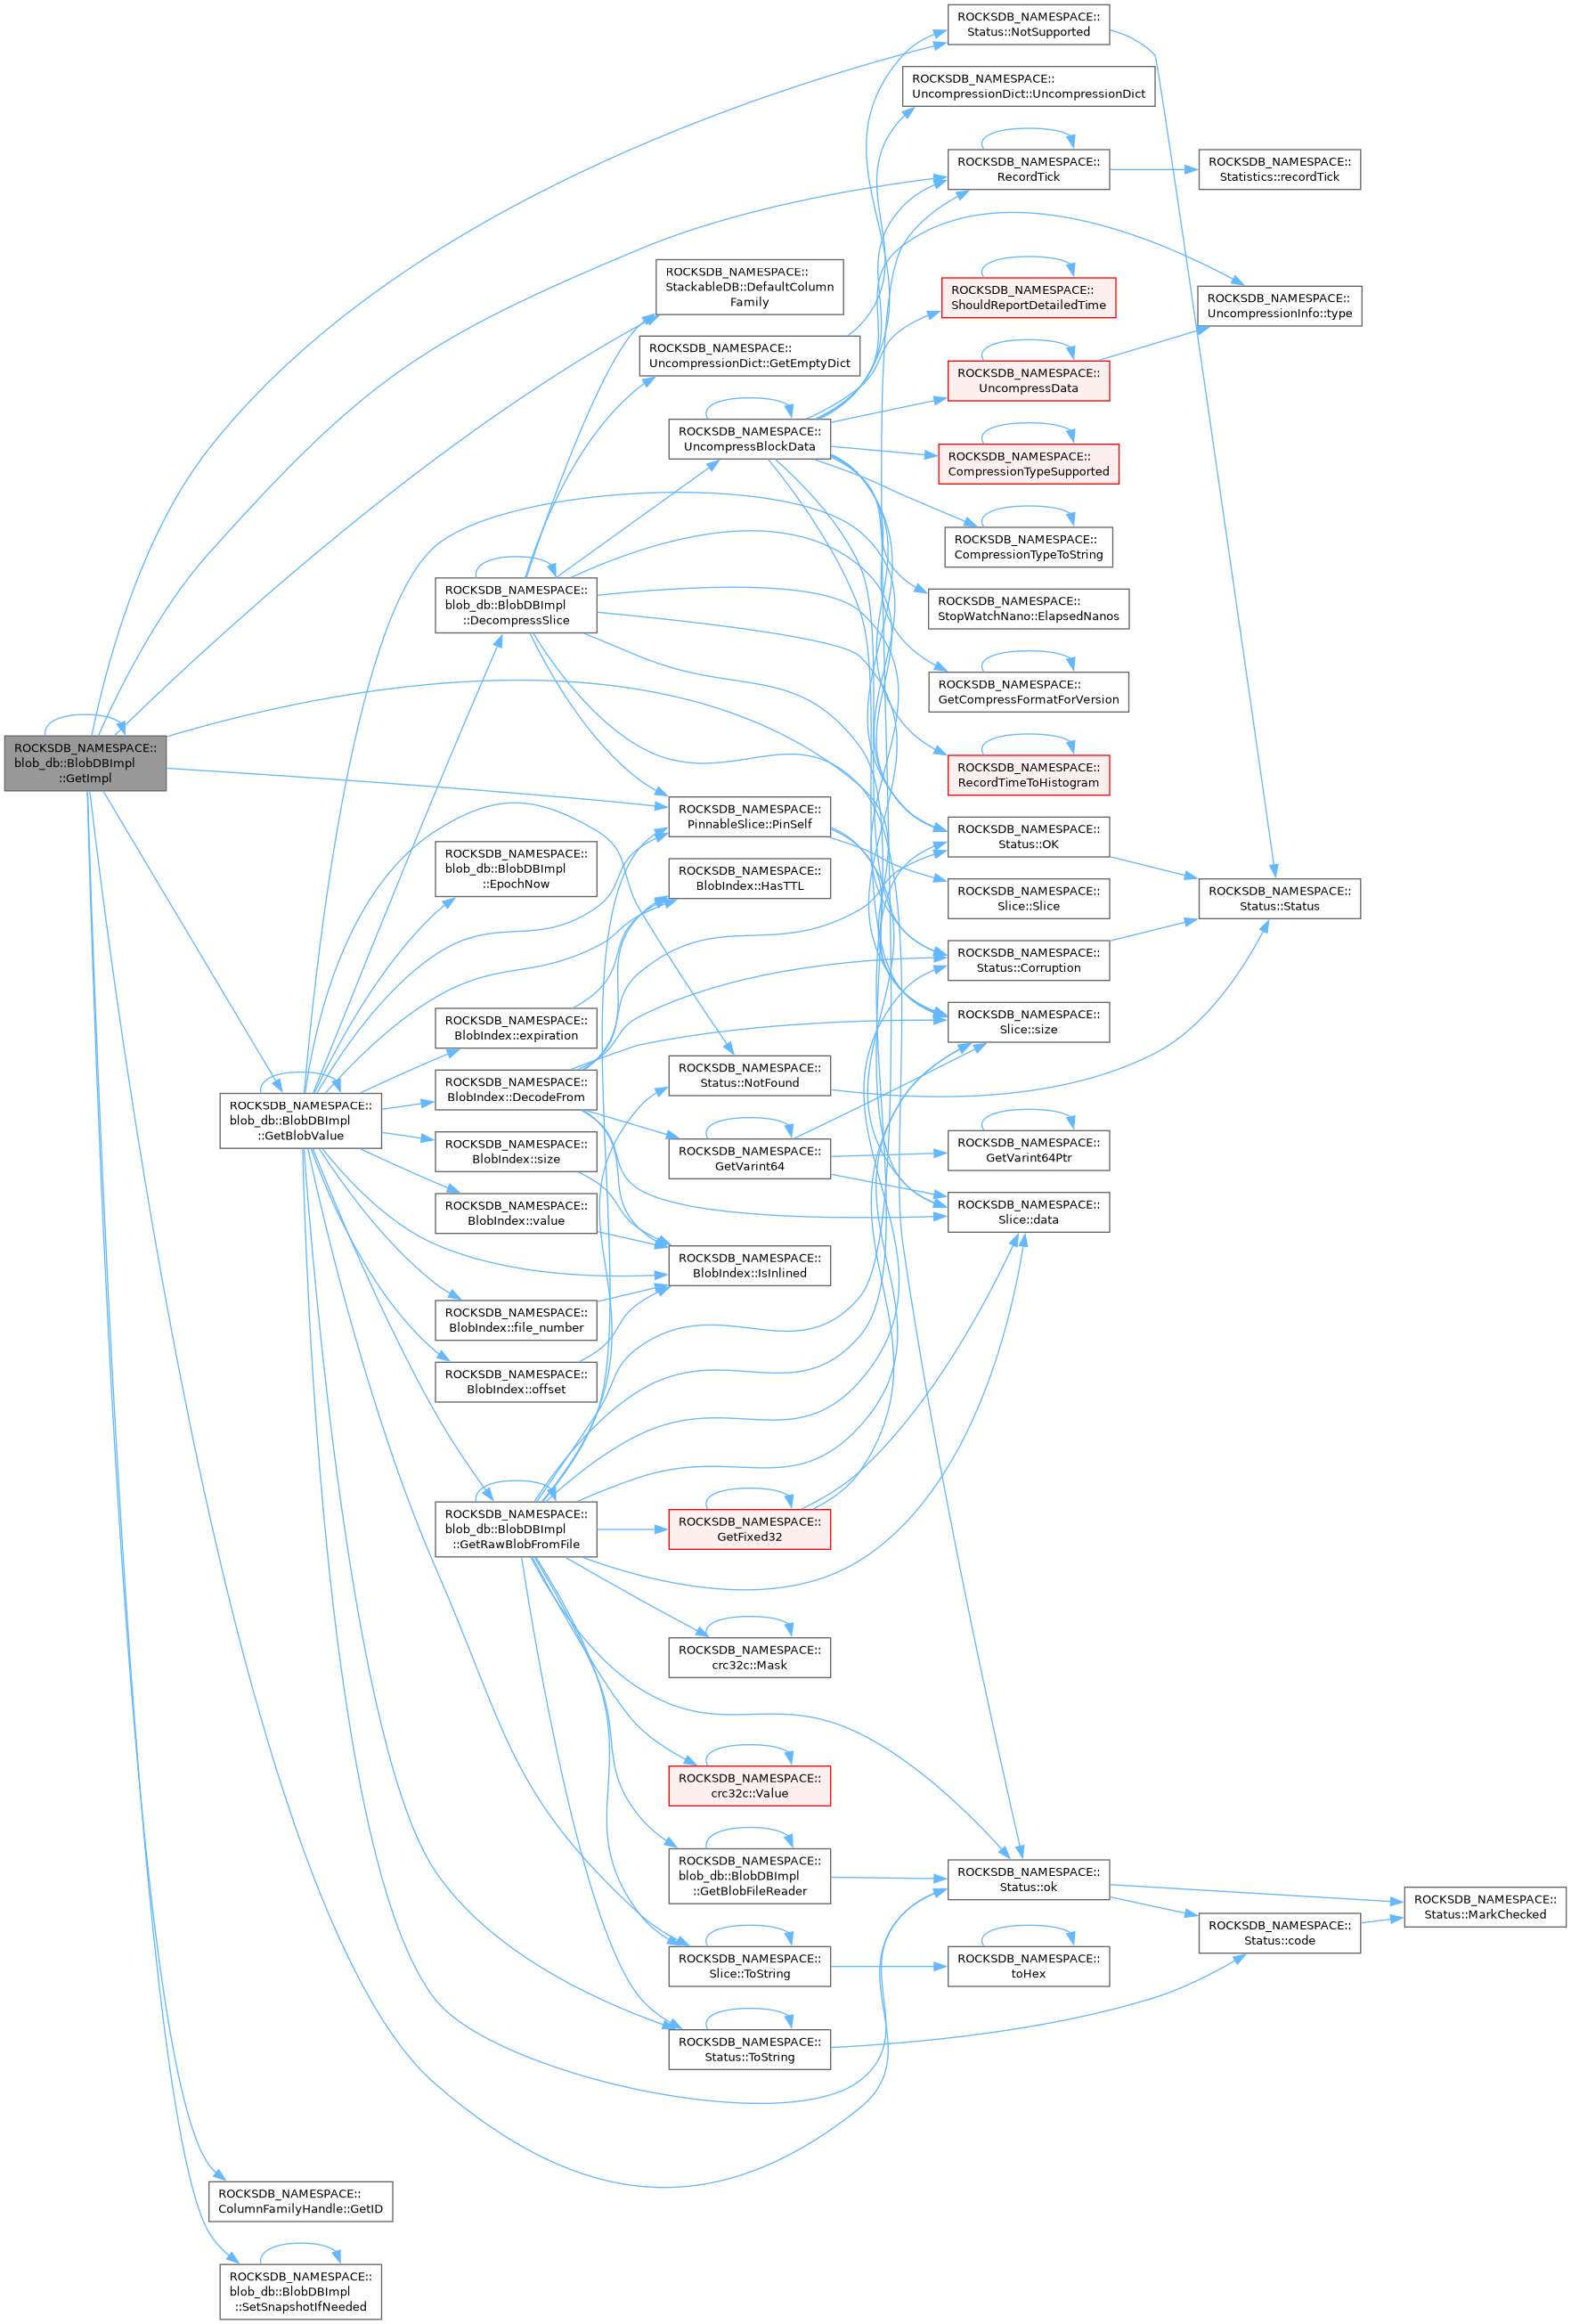 ROCKSDB_NAMESPACE::
Status::NotSupported
ROCKSDB_NAMESPACE::
UncompressionDict::UncompressionDict
ROCKSDB_NAMESPACE::
RecordTick
ROCKSDB_NAMESPACE::
Statistics::recordTick
ROCKSDB_NAMESPACE::
StackableDB::DefaultColumn
Family
ROCKSDB_NAMESPACE::
ShouldReportDetailedTime
ROCKSDB_NAMESPACE::
UncompressionInfo::type
ROCKSDB_NAMESPACE::
UncompressionDict::GetEmptyDict
ROCKSDB_NAMESPACE::
UncompressData
ROCKSDB_NAMESPACE::
UncompressBlockData
ROCKSDB_NAMESPACE::
CompressionTypeSupported
ROCKSDB_NAMESPACE::
CompressionTypeToString
ROCKSDB_NAMESPACE::
blob_db::BlobDBImpl
::DecompressSlice
ROCKSDB_NAMESPACE::
StopWatchNano::ElapsedNanos
ROCKSDB_NAMESPACE::
GetCompressFormatForVersion
ROCKSDB_NAMESPACE::
blob_db::BlobDBImpl
::GetImpl
ROCKSDB_NAMESPACE::
RecordTimeToHistogram
ROCKSDB_NAMESPACE::
PinnableSlice::PinSelf
ROCKSDB_NAMESPACE::
Status::OK
ROCKSDB_NAMESPACE::
blob_db::BlobDBImpl
::EpochNow
ROCKSDB_NAMESPACE::
BlobIndex::HasTTL
ROCKSDB_NAMESPACE::
Slice::Slice
ROCKSDB_NAMESPACE::
Status::Status
ROCKSDB_NAMESPACE::
Status::Corruption
ROCKSDB_NAMESPACE::
BlobIndex::expiration
ROCKSDB_NAMESPACE::
Slice::size
ROCKSDB_NAMESPACE::
Status::NotFound
ROCKSDB_NAMESPACE::
BlobIndex::DecodeFrom
ROCKSDB_NAMESPACE::
blob_db::BlobDBImpl
::GetBlobValue
ROCKSDB_NAMESPACE::
BlobIndex::size
ROCKSDB_NAMESPACE::
GetVarint64
ROCKSDB_NAMESPACE::
GetVarint64Ptr
ROCKSDB_NAMESPACE::
BlobIndex::value
ROCKSDB_NAMESPACE::
Slice::data
ROCKSDB_NAMESPACE::
BlobIndex::IsInlined
ROCKSDB_NAMESPACE::
BlobIndex::file_number
ROCKSDB_NAMESPACE::
BlobIndex::offset
ROCKSDB_NAMESPACE::
blob_db::BlobDBImpl
::GetRawBlobFromFile
ROCKSDB_NAMESPACE::
GetFixed32
ROCKSDB_NAMESPACE::
crc32c::Mask
ROCKSDB_NAMESPACE::
crc32c::Value
ROCKSDB_NAMESPACE::
blob_db::BlobDBImpl
::GetBlobFileReader
ROCKSDB_NAMESPACE::
Status::ok
ROCKSDB_NAMESPACE::
Status::MarkChecked
ROCKSDB_NAMESPACE::
Status::code
ROCKSDB_NAMESPACE::
Slice::ToString
ROCKSDB_NAMESPACE::
toHex
ROCKSDB_NAMESPACE::
Status::ToString
ROCKSDB_NAMESPACE::
ColumnFamilyHandle::GetID
ROCKSDB_NAMESPACE::
blob_db::BlobDBImpl
::SetSnapshotIfNeeded